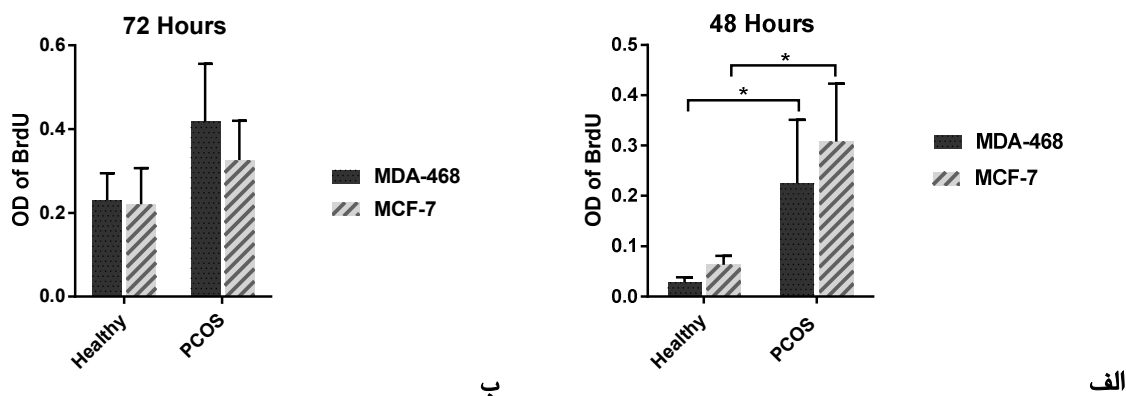 72 Hours
OD of BrdU
0.6
0.4
0.2
0.0
Healthy
PCOS
MDA-468
MCF-7
ب
48 Hours
OD of BrdU
0.5
0.4
0.3
0.2
0.1
0.0
*
*
Healthy
PCOS
MDA-468
MCF-7
الف